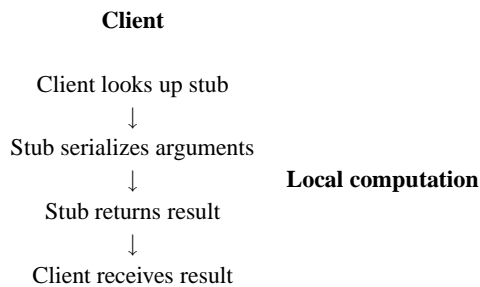 Client
Client looks up stub
↓
Stub serializes arguments
↓
Local computation
Stub returns result
↓
Client receives result